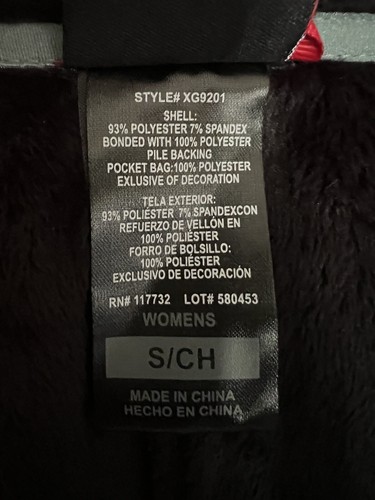 STYLE# XG9201
SHELL:
93% POLYESTER 7% SPANDEX
BONDED WITH 100% POLYESTER
PILE BACKING
POCKET BAG:100% POLYESTER
EXLUSIVE OF DECORATION
TELA EXTERIOR:
93% POLIÉSTER 7% SPANDEXCON
REFUERZO DE VELLÓN EN
100% POLIÉSTER
FORRO DE BOLSILLO:
100% POLIÉSTER
EXCLUSIVO DE DECORACIÓN
RN# 117732 LOT# 580453
WOMENS
S/CH
MADE IN CHINA
HECHO EN CHINA